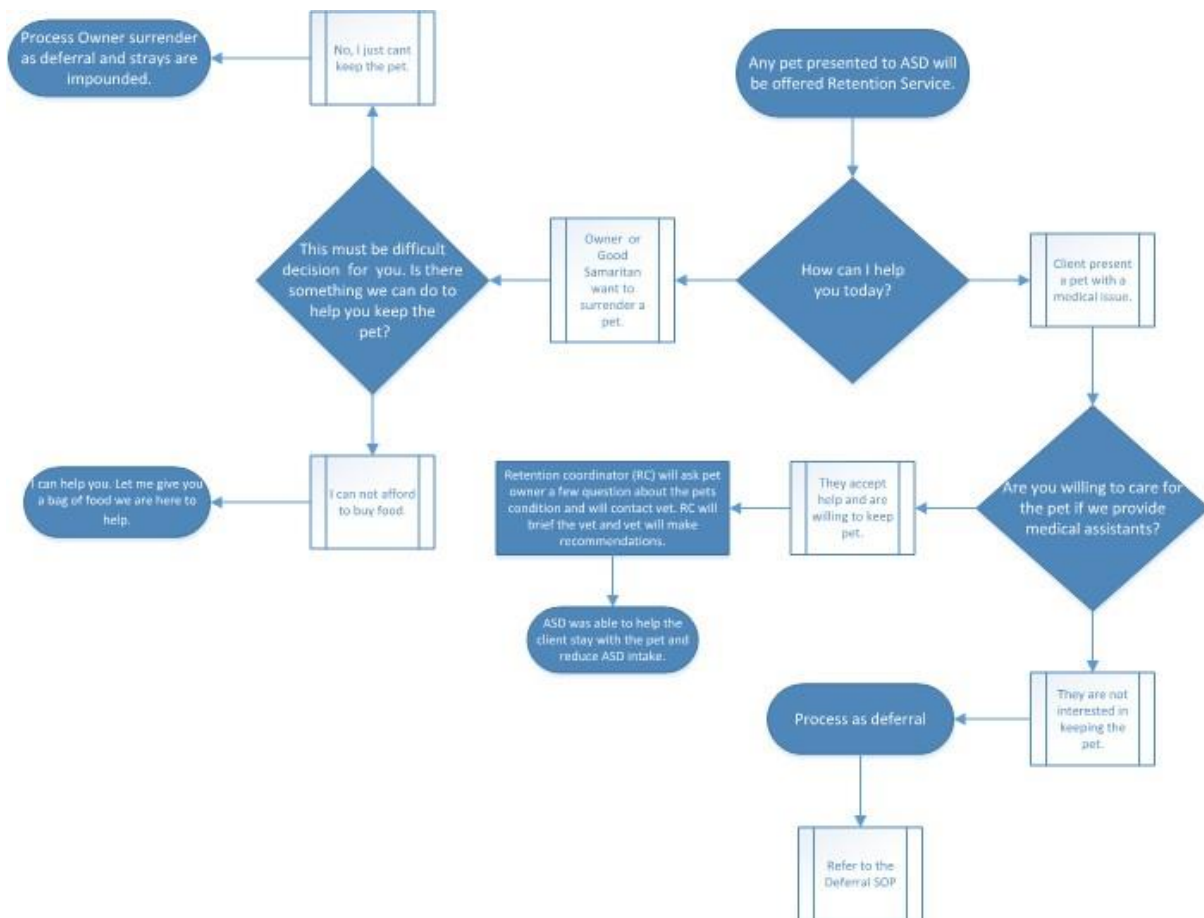 Process Owner surrender
as deferral and strays are
impounded.
No, I just cant
keep the pet.
Any pet presented to ASD will
be offered Retention Service.
This must be difficult
decision for you. Is there
something we can do to
help you keep the
pet?
Owner or
Good
Samaritan
want to
surrender a
pet.
How can I help
you today?
Client present
a pet with a
medical issue.
I can help you. Let me give you
a bag of food we are here to
help.
I can not afford
to buy food.
Retention coordinator (RC) will ask pet
owner a few question about the pets
condition and will contact vet. RC will
brief the vet and vet will make
recommendations.
They accept
help and are
willing to keep
pet.
Are you willing to care for
the pet if we provide
medical assistants?
ASD was able to help the
client stay with the pet and
reduce ASD intake.
Process as deferral
They are not
interested in
keeping the
pet.
Refer to the
Deferral SOP